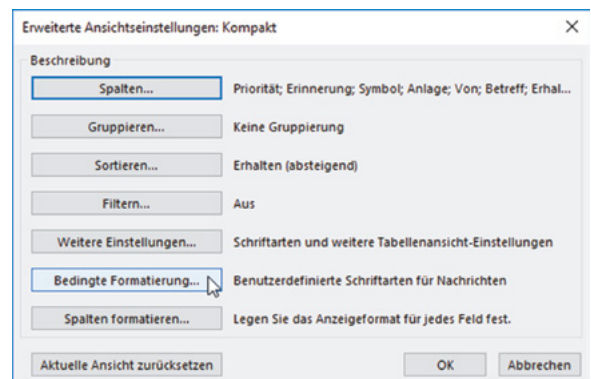 Erweiterte Ansichtseinstellungen: Kompakt
Beschreibung
Spalten... Priorität; Erinnerung; Symbol; Anlage; Von; Betreff; Erhal...
Gruppieren... Keine Gruppierung
Sortieren... Erhalten (absteigend)
Filtern... Aus
Weitere Einstellungen... Schriftarten und weitere Tabellenansicht-Einstellungen
Bedingte Formatierung... Benutzerdefinierte Schriftarten für Nachrichten
Spalten formatieren... Legen Sie das Anzeigeformat für jedes Feld fest.
Aktuelle Ansicht zurücksetzen OK Abbrechen